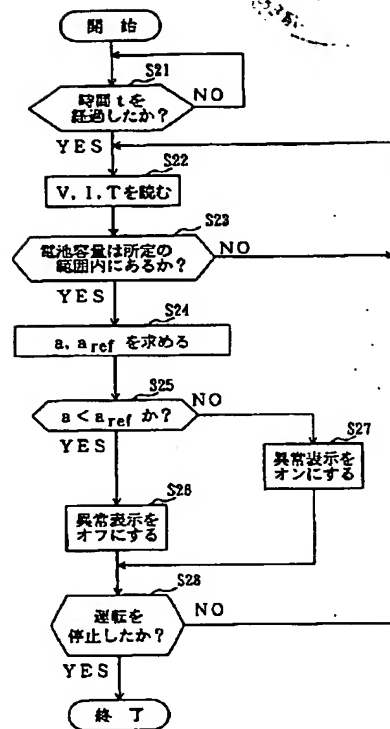 開始
S21
時間 t を
経過したか?
NO
YES
S22
V, I, Tを読む
S23
電池容量は所定の
範囲内にあるか?
NO
YES
S24
a, a ref を求める
S25
a < a ref か?
NO
YES
S27
異常表示を
オンにする
S26
異常表示を
オフにする
S28
運転を
停止したか?
NO
YES
終了